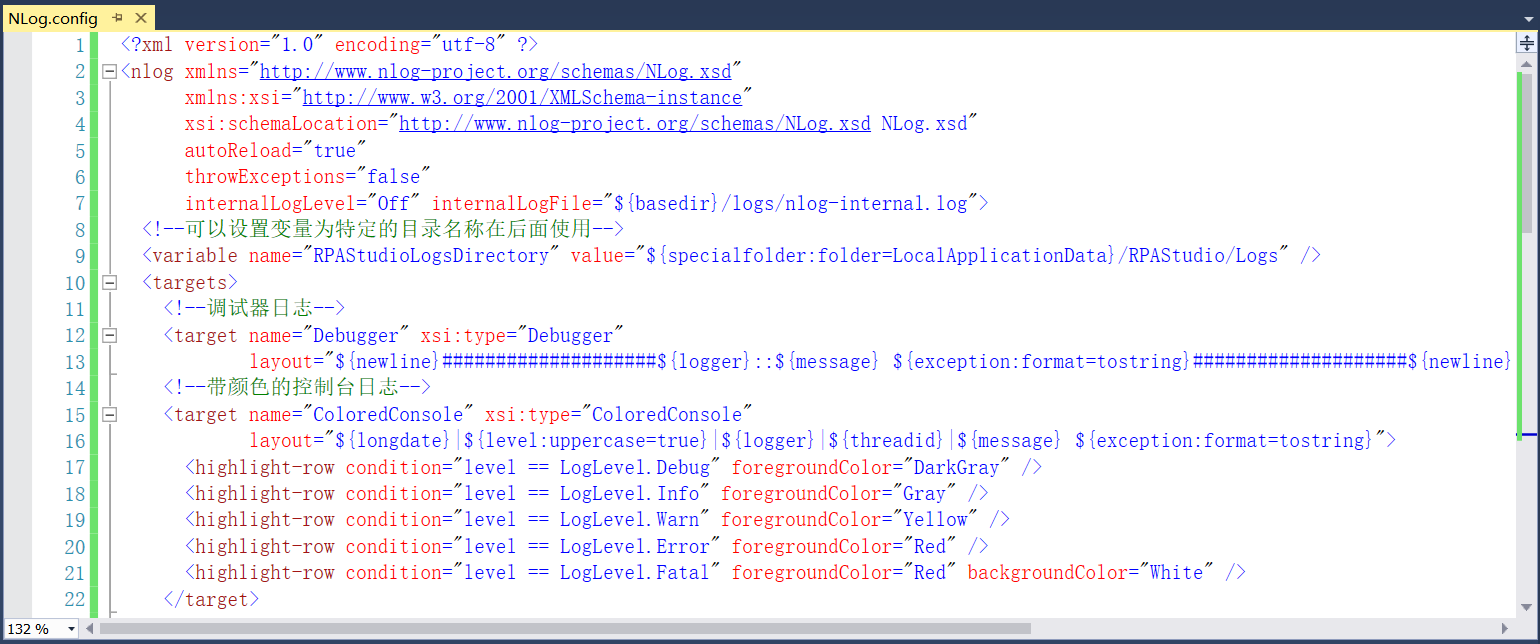 NLog.config
1 <?xml version="1.0" encoding="utf-8" ?>
2 <nlog xmlns="http://www.nlog-project.org/schemas/NLog.xsd"
3 xmlns:xsi="http://www.w3.org/2001/XMLSchema-instance"
4 xsi:schemaLocation="http://www.nlog-project.org/schemas/NLog.xsd NLog.xsd"
5 autoReload="true"
6 throwExceptions="false"
7 internalLogLevel="Off" internalLogFile="${basedir}/logs/nlog-internal.log">
8 <!--可以设置变量为特定的目录名称在后面使用-->
9 <variable name="RPAStudioLogsDirectory" value="${specialfolder:folder=LocalApplicationData}/RPAStudio/Logs" />
10 <targets>
11 <!--调试器日志-->
12 <target name="Debugger" xsi:type="Debugger"
13 layout="${newline}####################${logger}::${message} ${exception:format=tostring}####################${newline}
14 <!--带颜色的控制台日志-->
15 <target name="ColoredConsole" xsi:type="ColoredConsole"
16 layout="${longdate}|${level:uppercase=true}|${logger}|${threadid}|${message} ${exception:format=tostring}">
17 <highlight-row condition="level == LogLevel.Debug" foregroundColor="DarkGray" />
18 <highlight-row condition="level == LogLevel.Info" foregroundColor="Gray" />
19 <highlight-row condition="level == LogLevel.Warn" foregroundColor="Yellow" />
20 <highlight-row condition="level == LogLevel.Error" foregroundColor="Red" />
21 <highlight-row condition="level == LogLevel.Fatal" foregroundColor="Red" backgroundColor="White" />
22 </target>
132 %